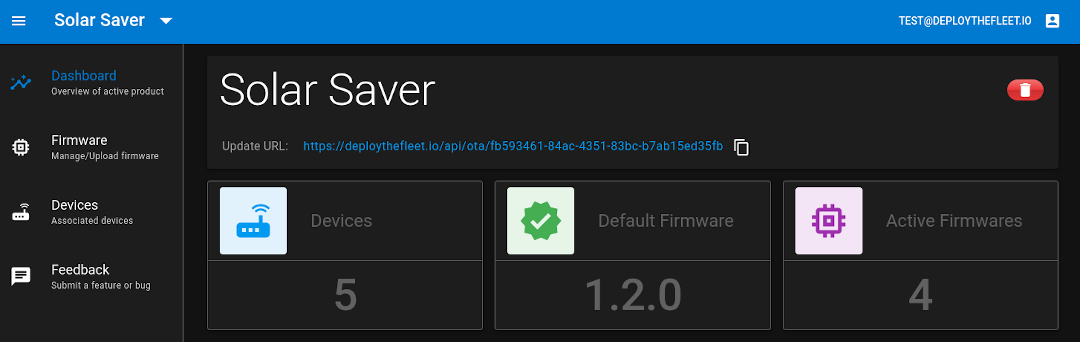 Solar Saver
TEST@DEPLOYTHEFLEET.IO
Dashboard
Overview of active product
Firmware
Manage/Upload firmware
Devices
Associated devices
Feedback
Submit a feature or bug
Solar Saver
Update URL: https://deploythefleet.io/api/ota/fb593461-84ac-4351-83bc-b7ab15ed35fb
Devices
5
Default Firmware
1.2.0
Active Firmwares
4